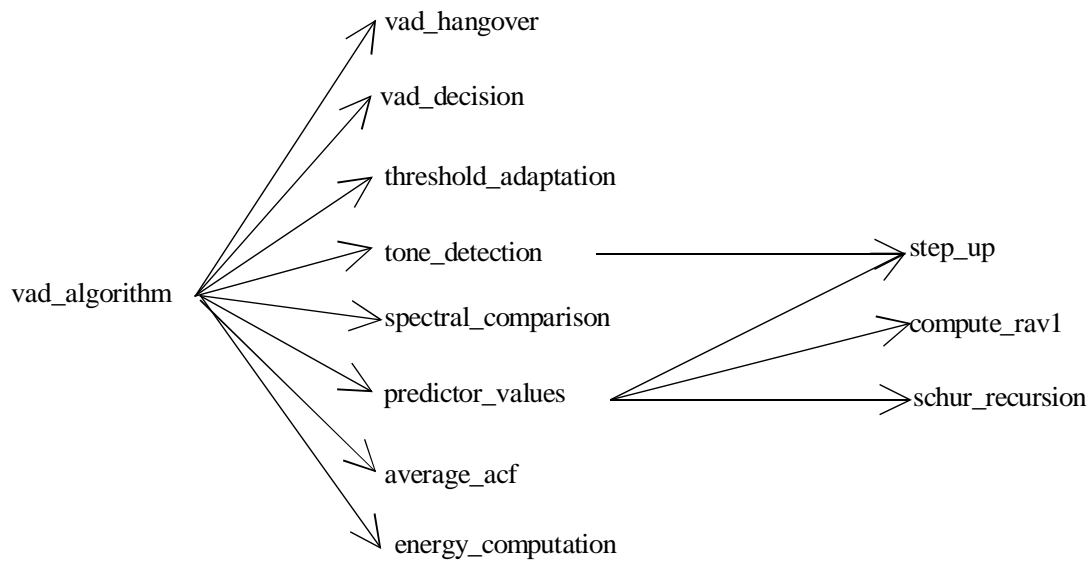 vad_hangover
vad_decision
threshold_adaptation
tone_detection
step_up
vad_algorithm
spectral_comparison
compute_rav1
predictor_values
schur_recursion
average_acf
energy_computation